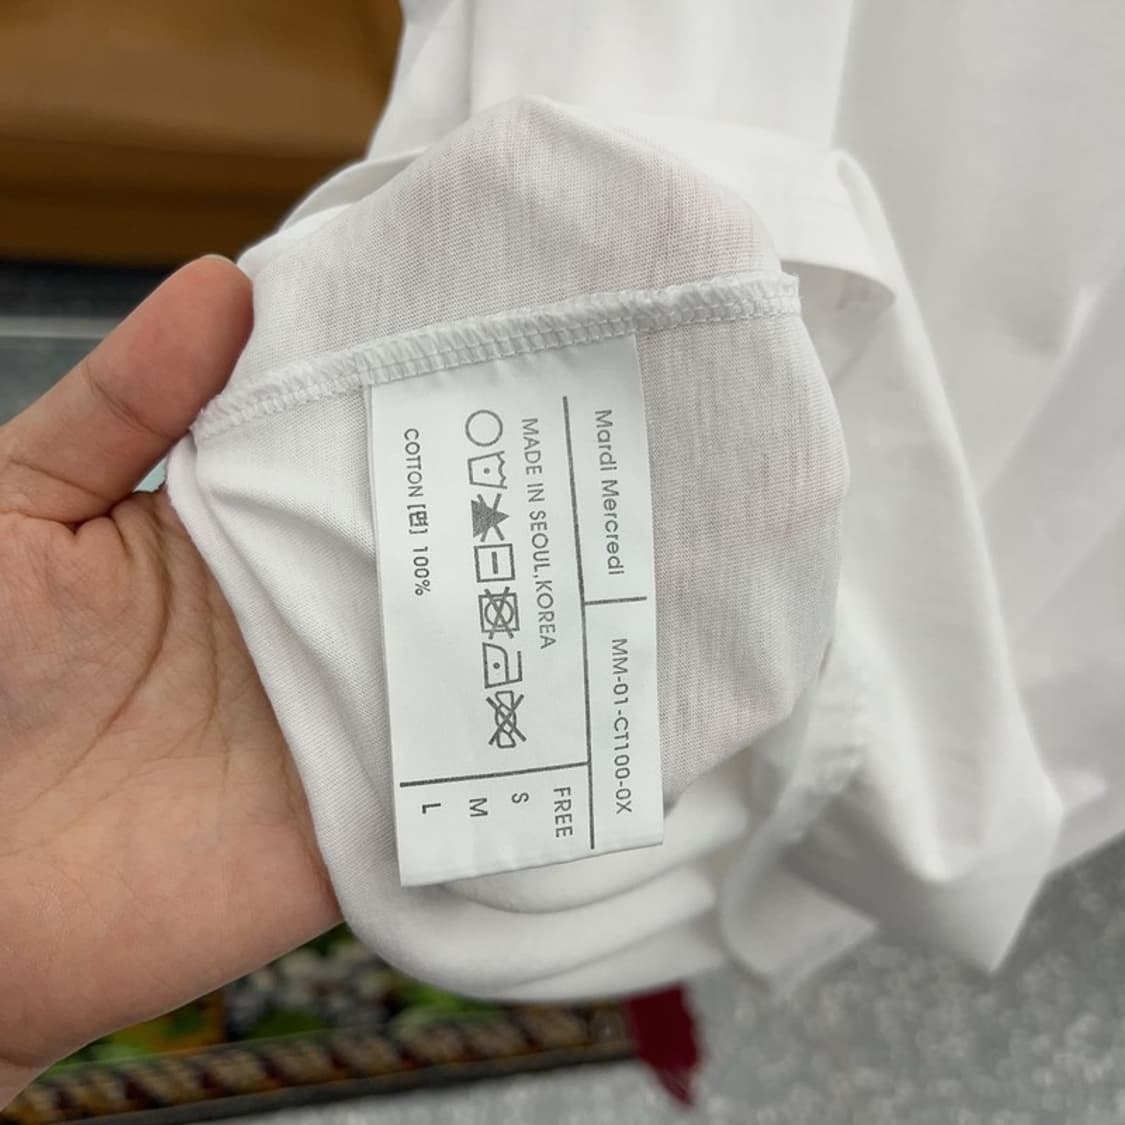 Mardi Mercredi
MM-01-CT100-0X
MADE IN SEOUL,KOREA
COTTON [면] 100%
FREE
S
M
L